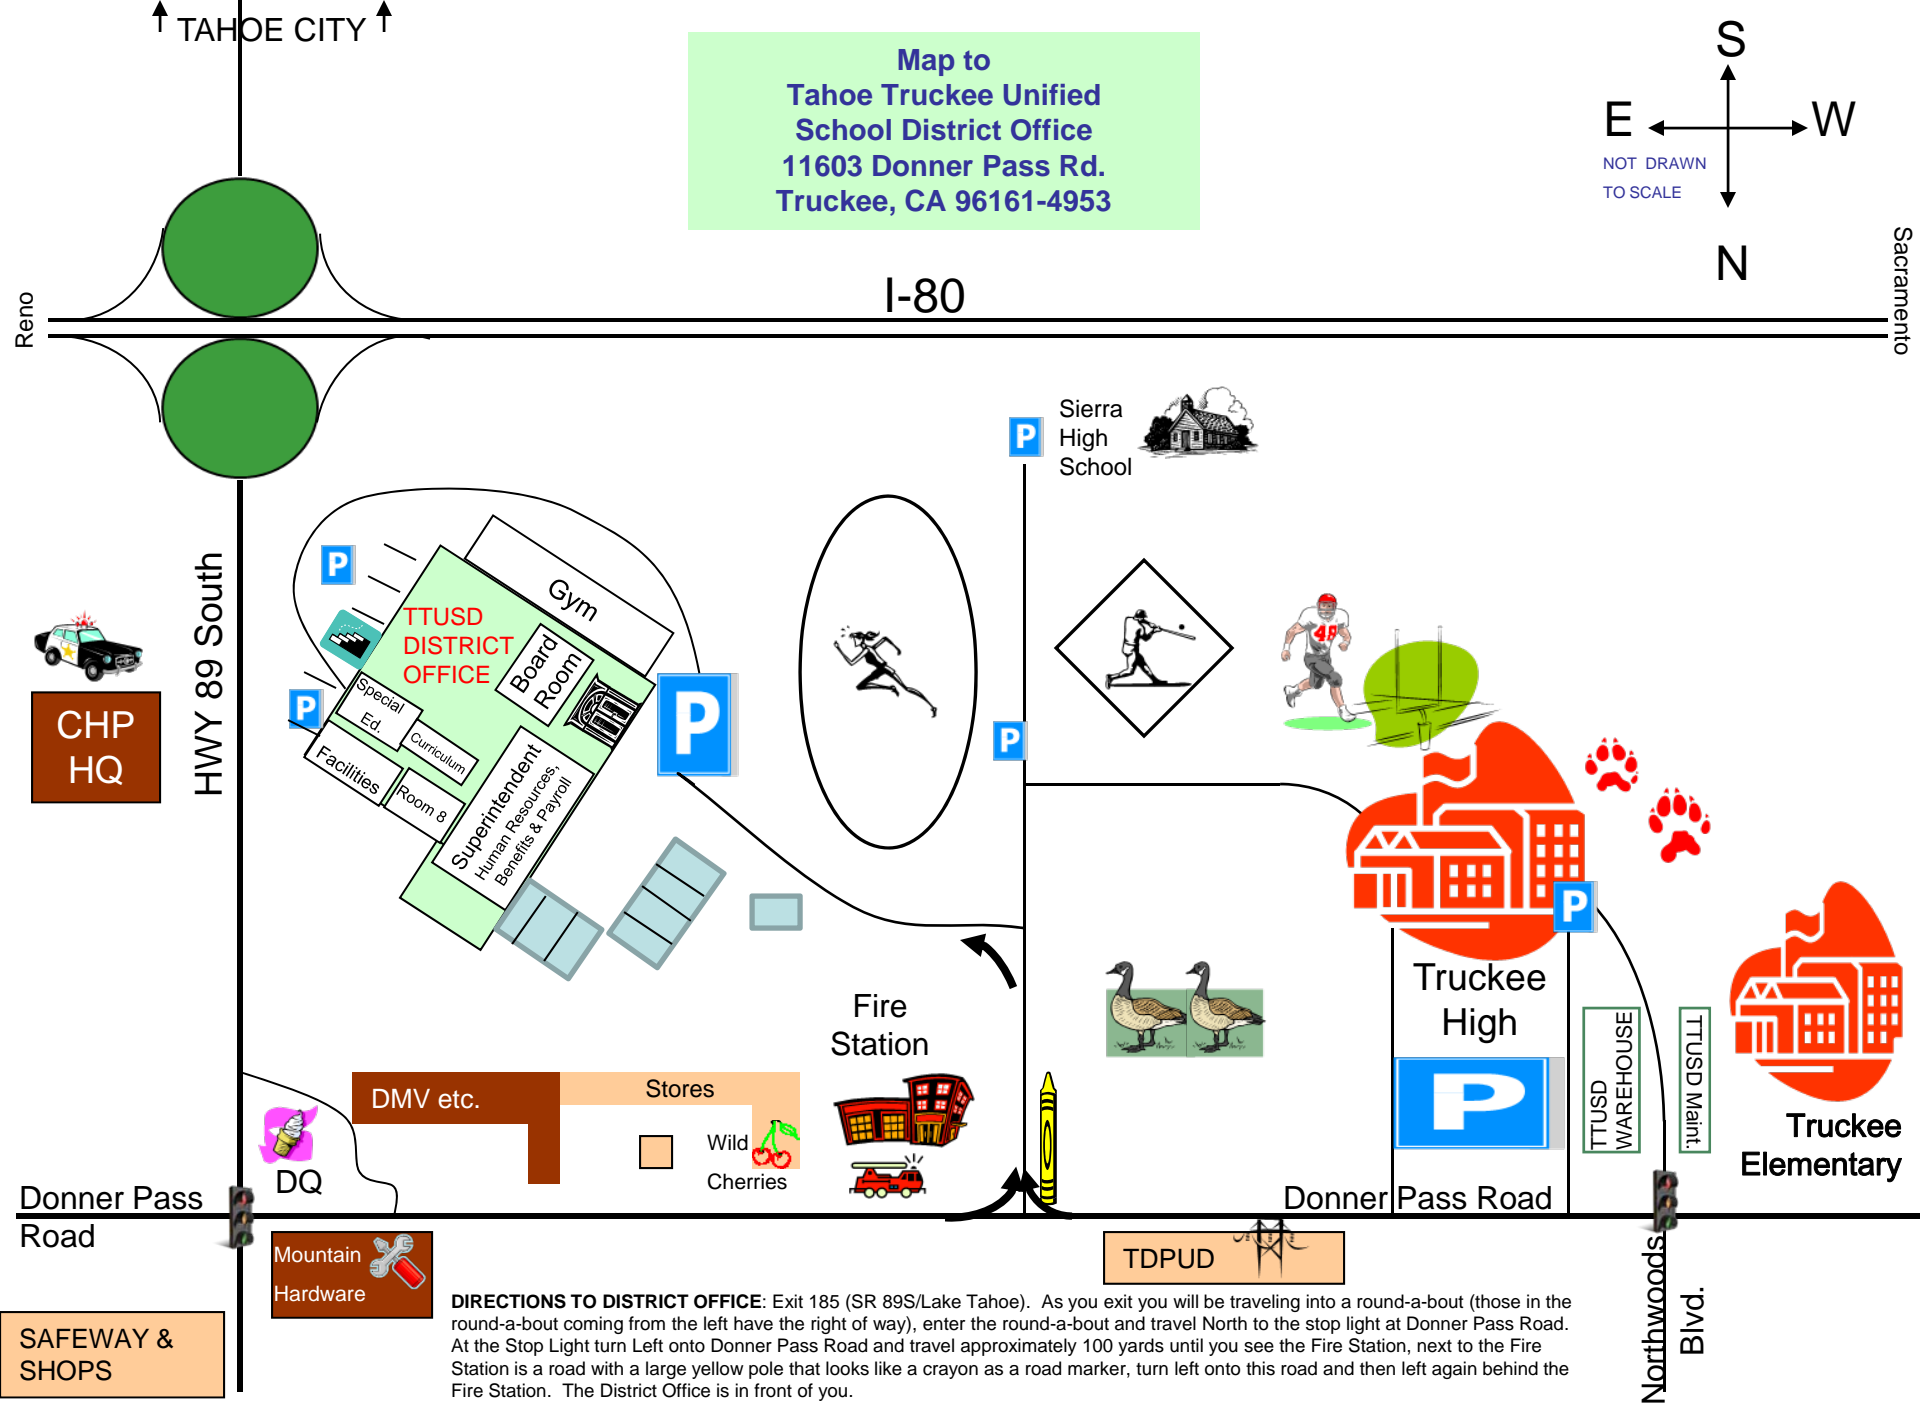 TAHOE CITY
Map to
Tahoe Truckee Unified
School District Office
11603 Donner Pass Rd.
Truckee, CA 96161-4953
S
E
W
NOT DRAWN
TO SCALE
N
Reno
I-80
Sacramento
P
Sierra
High
School
HWY 89 South
P
Gym
TTUSD
DISTRICT
OFFICE
Board
Room
48
P
Special
Ed.
Curriculum
Facilities
Room 8
Superintendent
Human Resources,
Benefits & Payroll
P
P
CHP
HQ
P
Truckee
High
Fire
Station
TTUSD
WAREHOUSE
TTUSD Maint.
P
DMV etc.
Stores
Wild
Cherries
DQ
Truckee
Elementary
Donner Pass
Road
Donner Pass Road
Mountain
Hardware
TDPUD
Northwoods
Blvd.
SAFEWAY &
SHOPS
DIRECTIONS TO DISTRICT OFFICE: Exit 185 (SR 89S/Lake Tahoe). As you exit you will be traveling into a round-a-bout (those in the
round-a-bout coming from the left have the right of way), enter the round-a-bout and travel North to the stop light at Donner Pass Road.
At the Stop Light turn Left onto Donner Pass Road and travel approximately 100 yards until you see the Fire Station, next to the Fire
Station is a road with a large yellow pole that looks like a crayon as a road marker, turn left onto this road and then left again behind the
Fire Station. The District Office is in front of you.